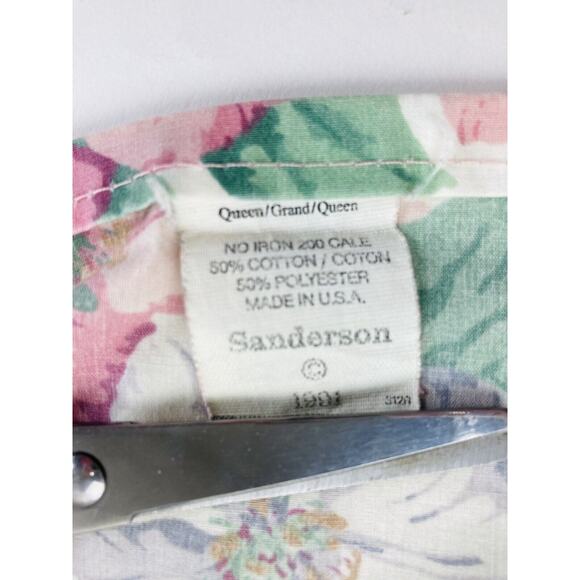 Queen/Grand/Queen
NO IRON 200 CALE
50% COTTON / COTON
50% POLYESTER
MADE IN U.S.A.
Sanderson
©
1991